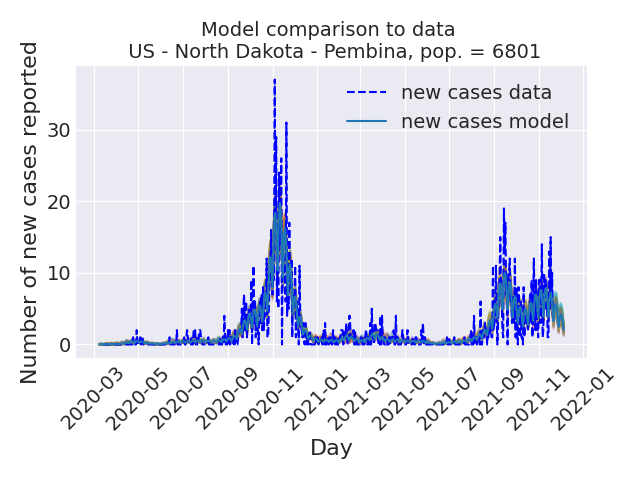 Model comparison to data
US - North Dakota - Pembina, pop. = 6801
Number of new cases reported
new cases data
new cases model
30
20
10
0
2020-03
2020-05
2020-07
2020-09
2020-11
2021-01
2021-03
2021-05
2021-07
2021-09
2021-11
2022-01
Day